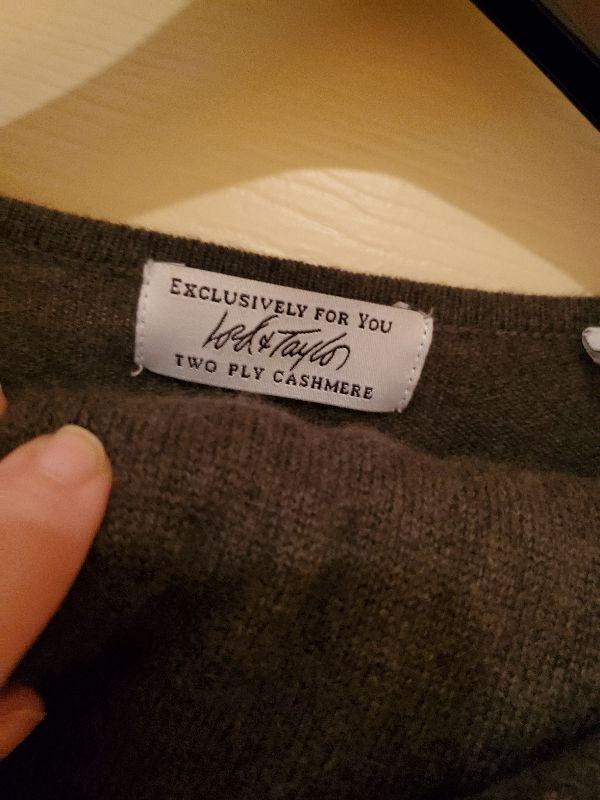 EXCLUSIVELY FOR YOU
Lord & Taylor
TWO PLY CASHMERE